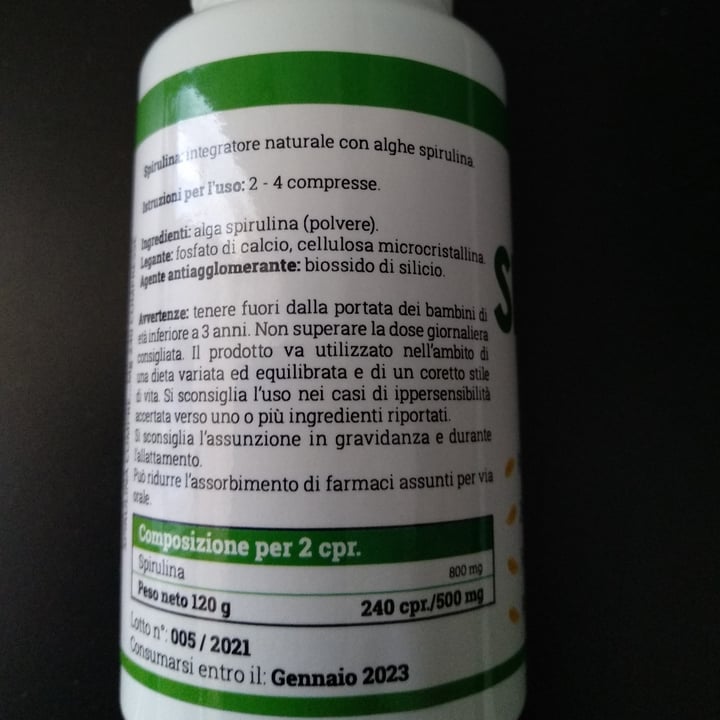 Spirulina: integratore naturale con alghe spirulina.
Istruzioni per l'uso: 2 - 4 compresse.
Ingredienti: alga spirulina (polvere).
Legante: fosfato di calcio, cellulosa microcristallina.
Agente antiagglomerante: biossido di silicio.
Avvertenze: tenere fuori dalla portata dei bambini di
età inferiore a 3 anni. Non superare la dose giornaliera
consigliata. Il prodotto va utilizzato nell'ambito di
una dieta variata ed equilibrata e di un coretto stile
di vita. Si sconsiglia l'uso nei casi di ippersensibilità
accertata verso uno o più ingredienti riportati.
Si sconsiglia l'assunzione in gravidanza e durante
l'allattamento.
Può ridurre l'assorbimento di farmaci assunti per via
orale.
Composizione per 2 cpr.
Spirulina 800 mg
Peso neto 120 g 240 cpr./500 mg
Lotto n°: 005 / 2021
Consumarsi entro il: Gennaio 2023
S